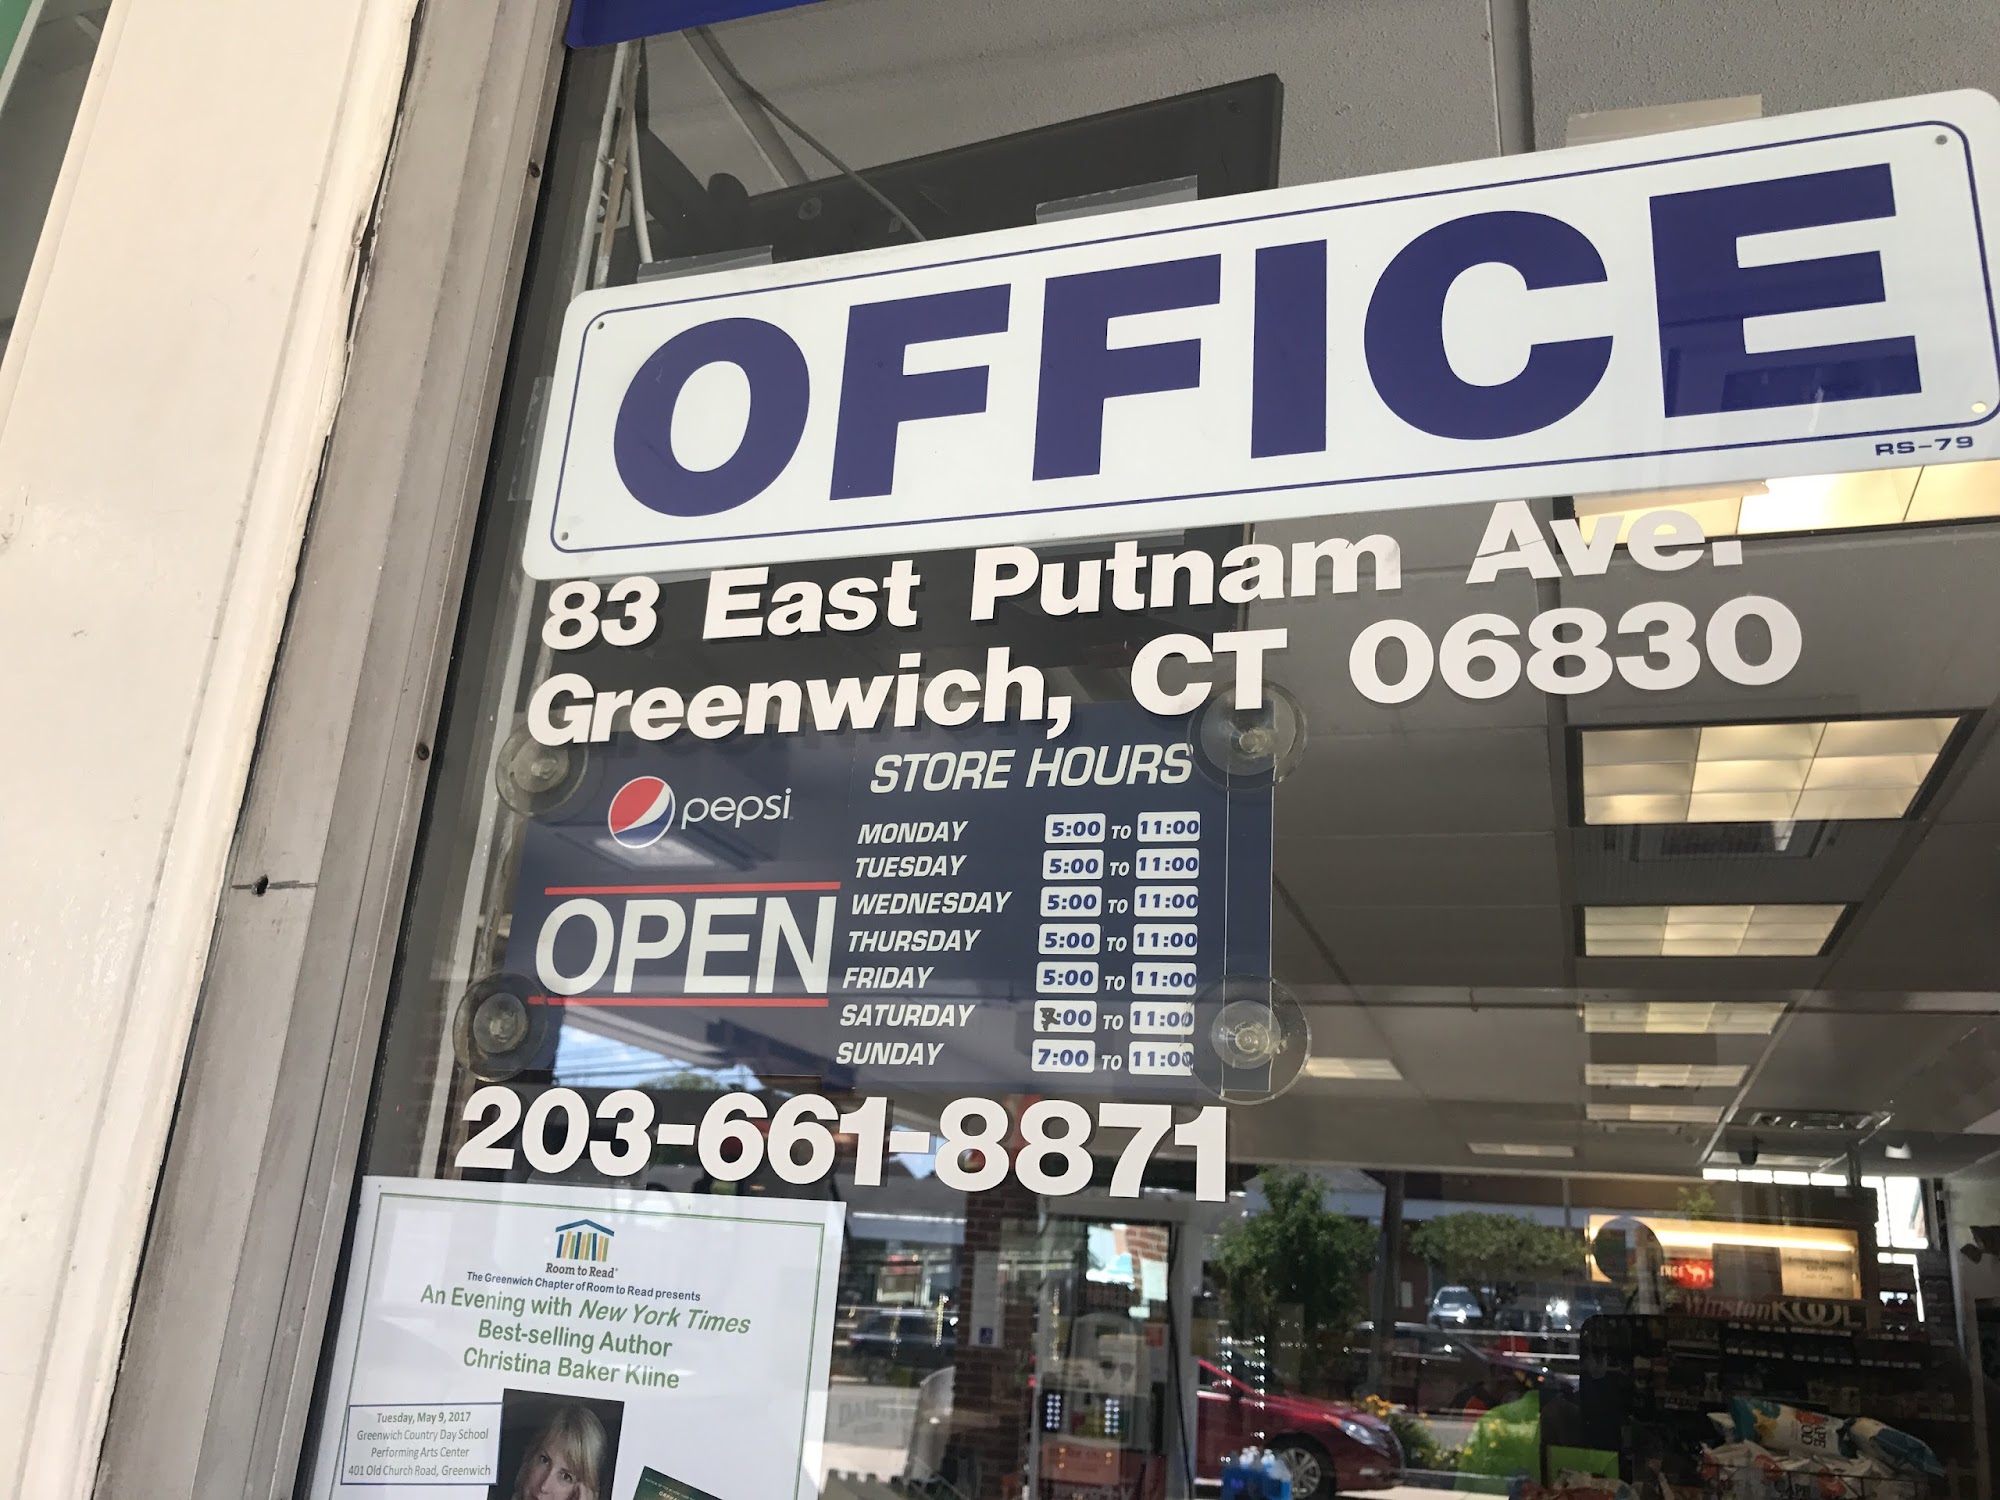 OFFICE
RS-79
83 East Putnam Ave.
Greenwich, CT 06830
pepsi
OPEN
STORE HOURS
MONDAY 5:00 TO 11:00
TUESDAY 5:00 TO 11:00
WEDNESDAY 5:00 TO 11:00
THURSDAY 5:00 TO 11:00
FRIDAY 5:00 TO 11:00
SATURDAY :00 TO 11:00
SUNDAY 7:00 TO 11:00
203-661-8871
Room to Read
The Greenwich Chapter of Room to Read presents
An Evening with New York Times
Best-selling Author
Christina Baker Kline
Tuesday, May 9, 2017
Greenwich Country Day School
Performing Arts Center
401 Old Church Road, Greenwich
Winston KOOL